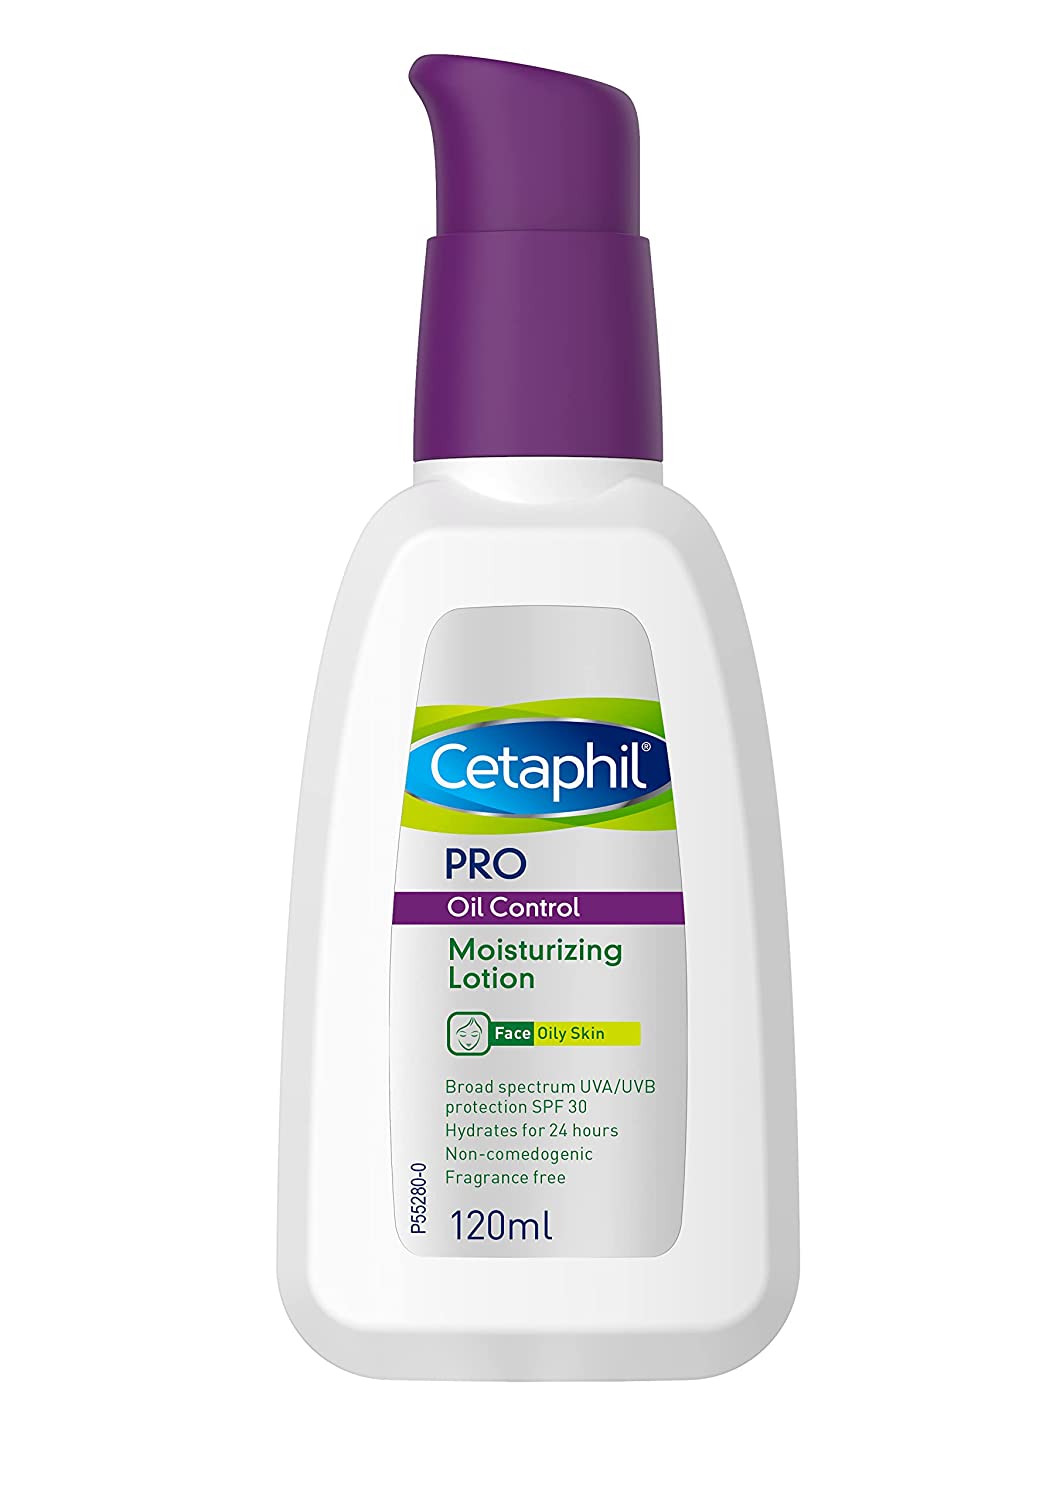 Cetaphil®
PRO
Oil Control
Moisturizing
Lotion
Face Oily Skin
Broad spectrum UVA/UVB
protection SPF 30
Hydrates for 24 hours
Non-comedogenic
Fragrance free
P55280-0
120ml